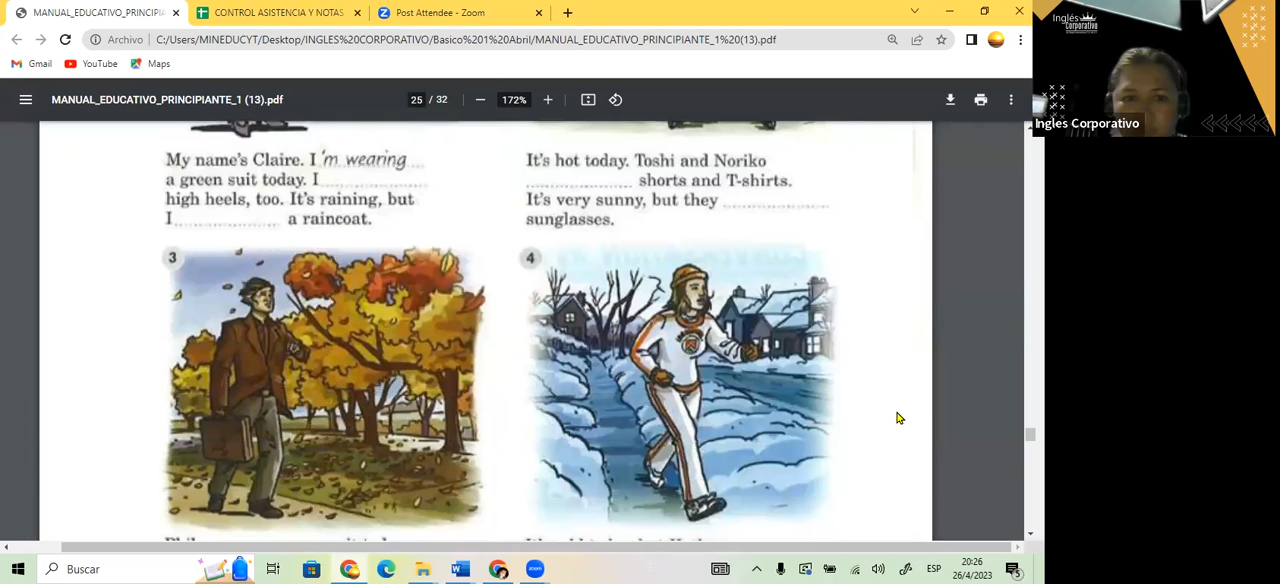 MANUAL_EDUCATIVO_PRINCIPIA
CONTROL ASISTENCIA Y NOTAS
Post Attendee - Zoom
Archivo
C:/Users/MINEDUCYT/Desktop/INGLES%20CORPORATIVO/Basico%201%20Abril/MANUAL_EDUCATIVO_PRINCIPIANTE_1%20(13).pdf
Gmail
YouTube
Maps
MANUAL_EDUCATIVO_PRINCIPIANTE_1 (13).pdf
25 / 32
172%
Inglés
Corporativo
Ingles Corporativo
My name's Claire. I 'm wearing
a green suit today. I
high heels, too. It's raining, but
I a raincoat.
It's hot today. Toshi and Noriko
shorts and T-shirts.
It's very sunny, but they
sunglasses.
3
4
Buscar
ESP
20:26
26/4/2023
5